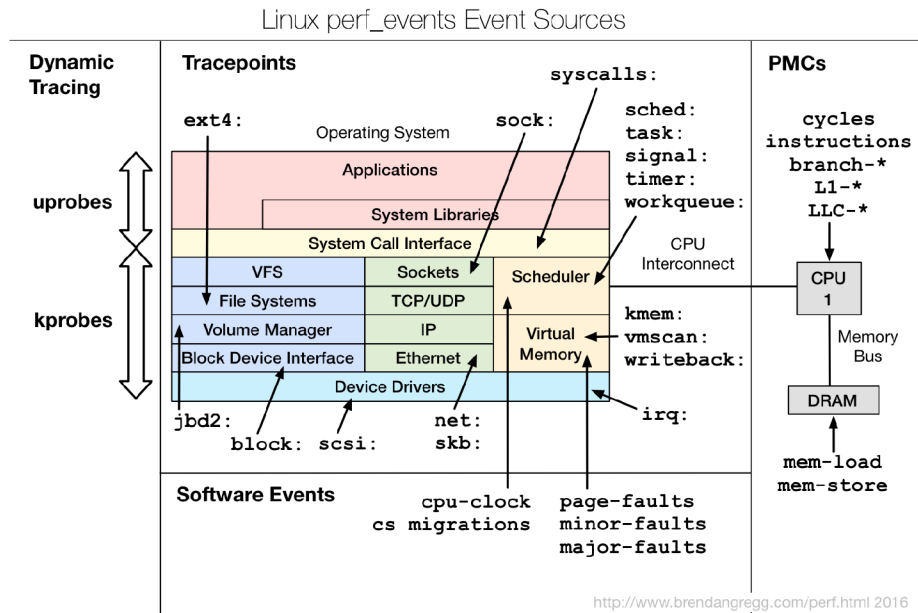 Linux perf_events Event Sources
Dynamic
Tracing
uprobes
kprobes
Tracepoints
syscalls:
ext4:
Operating System
sock:
sched:
task:
signal:
timer:
workqueue:
Applications
System Libraries
System Call Interface
VFS
Sockets
Scheduler
File Systems
TCP/UDP
Volume Manager
IP
Virtual
Memory
Block Device Interface
Ethernet
Device Drivers
CPU
Interconnect
kmem:
vmscan:
writeback:
jbd2:
block:
scsi:
net:
skb:
irq:
PMCs
cycles
instructions
branch-*
L1-*
LLC-*
CPU
1
Memory
Bus
DRAM
mem-load
mem-store
Software Events
cpu-clock
cs migrations
page-faults
minor-faults
major-faults
http://www.brendangregg.com/perf.html 2016